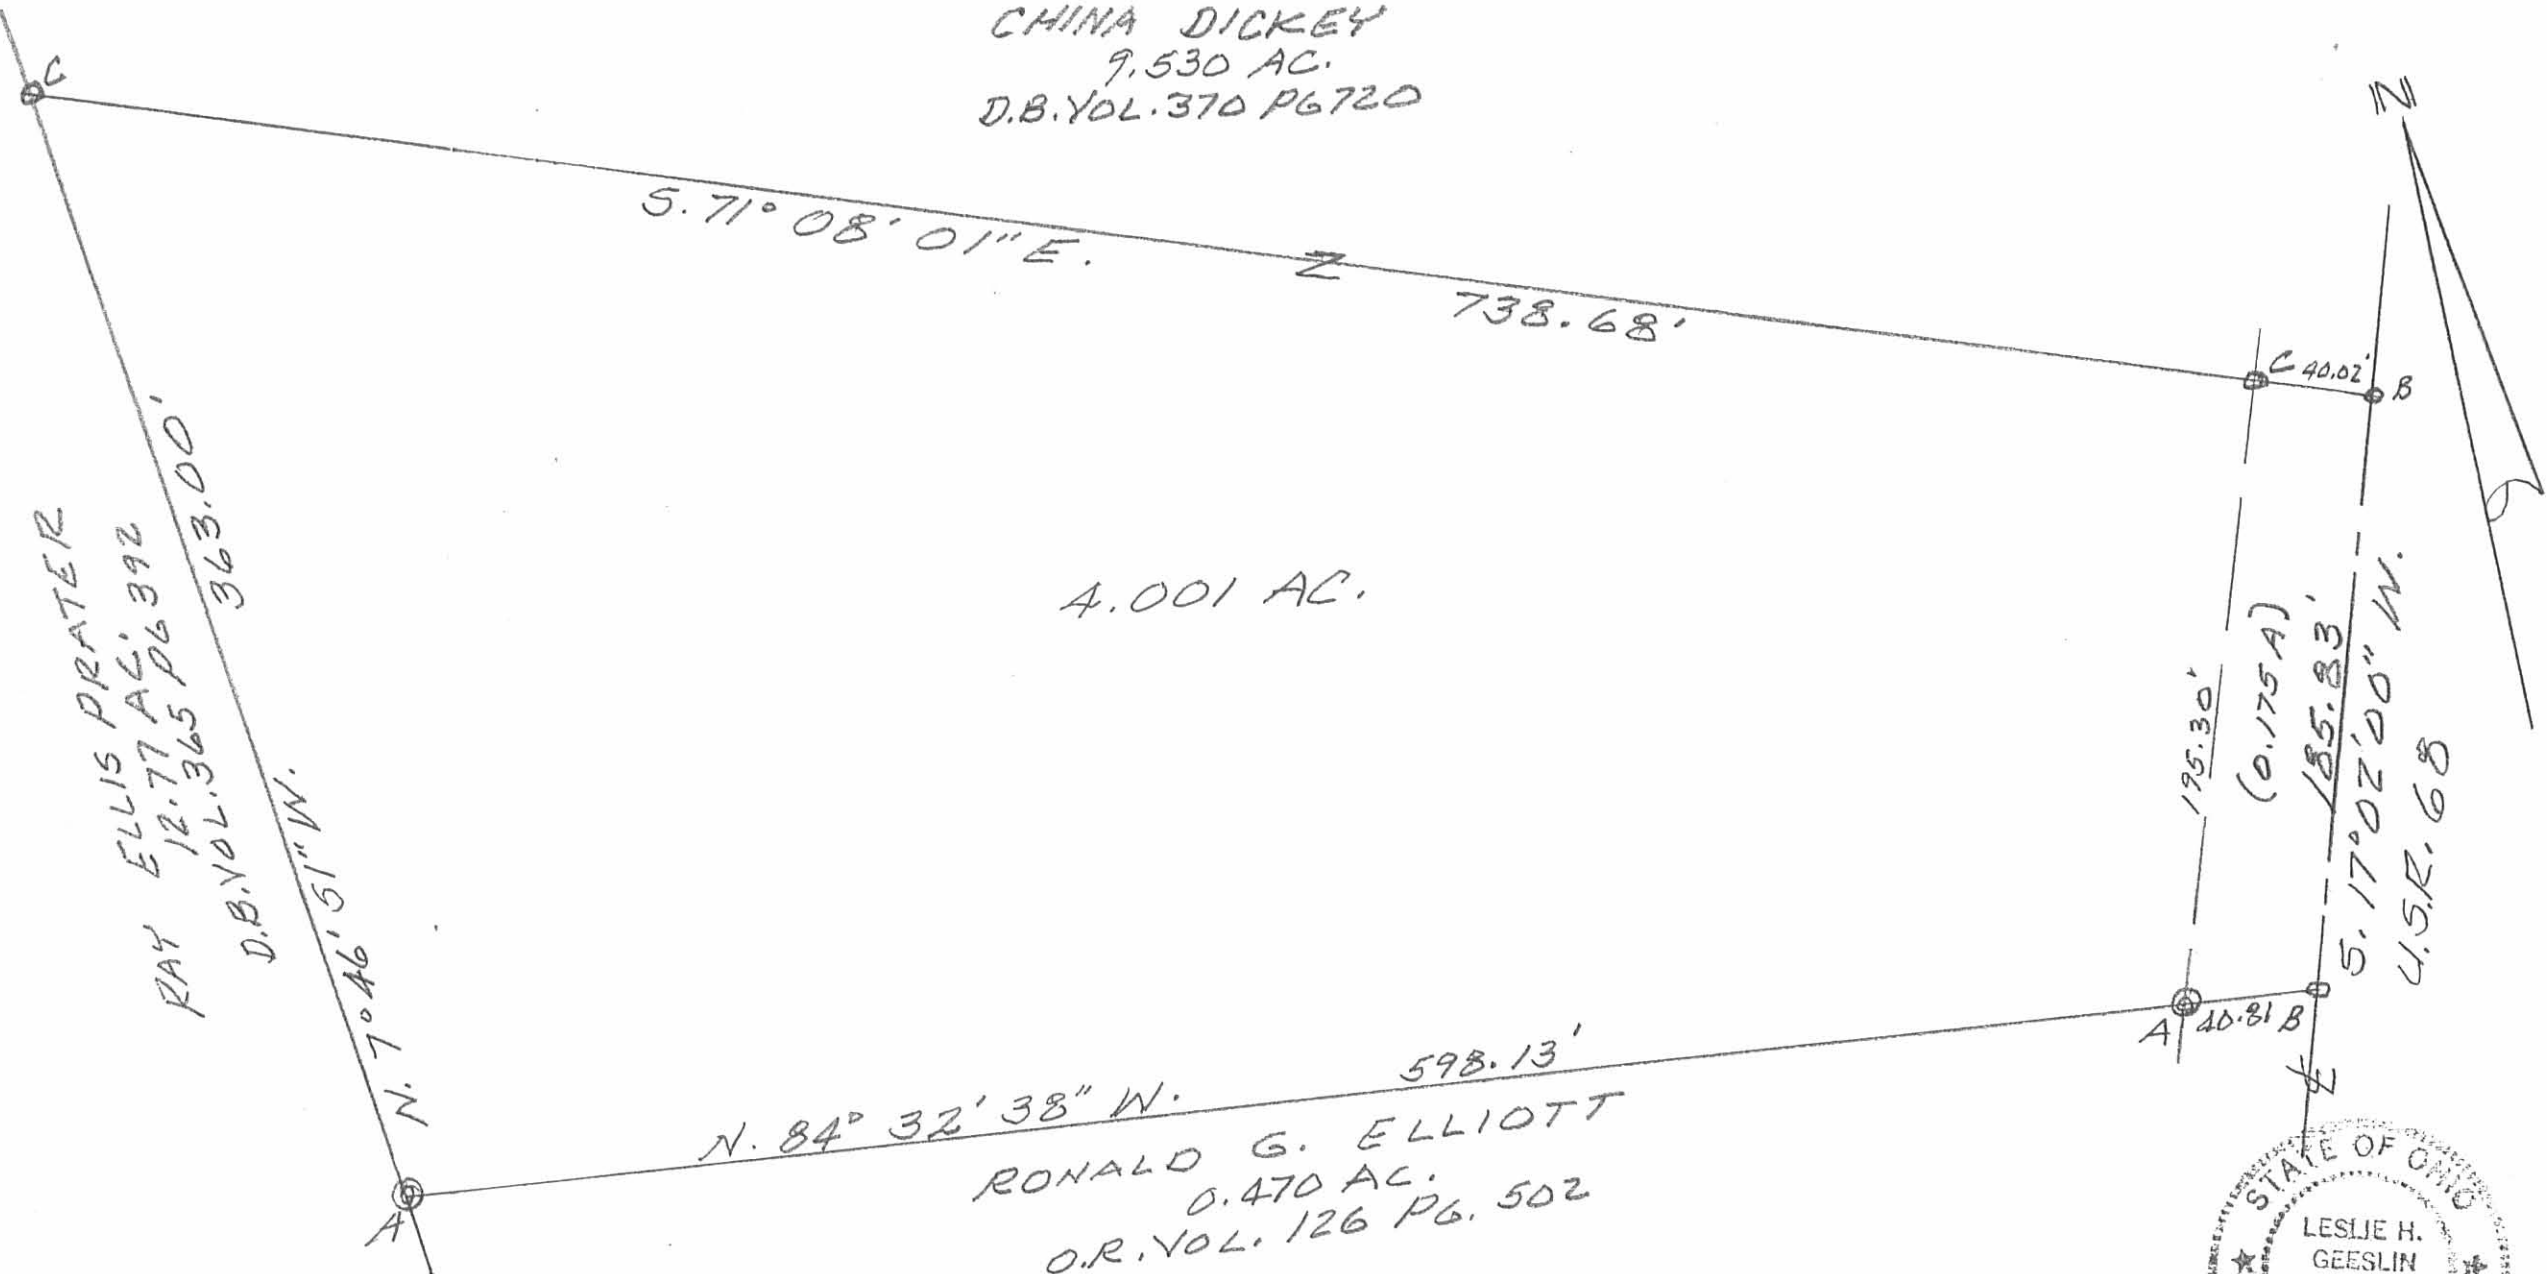 CHINA DICKEY
9.530 AC.
D.B.VOL.370 PG720
N
C
S.71° 08' 01" E.
Z
738.68'
C 40.02'
B
RAY ELLIS PRATER
12.77 AC.
D.B.VOL.365 PG392
363.00'
N. 7° 46' 51" W.
4.001 AC.
195.30'
(0.175A)
185.83'
S. 17°02'00" W.
U.S.R. 68
A 40.81 B
℄
N. 84° 32' 38" W.
598.13'
A
RONALD G. ELLIOTT
0.470 AC.
O.R. VOL. 126 PG. 502
STATE OF OHIO
LESLIE H.
GEESLIN